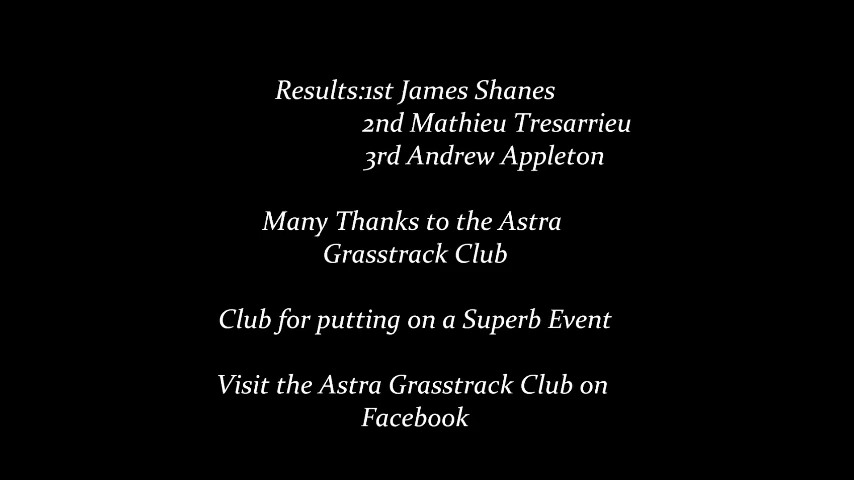 Results:1st James Shanes
2nd Mathieu Tresarrieu
3rd Andrew Appleton
Many Thanks to the Astra
Grasstrack Club
Club for putting on a Superb Event
Visit the Astra Grasstrack Club on
Facebook